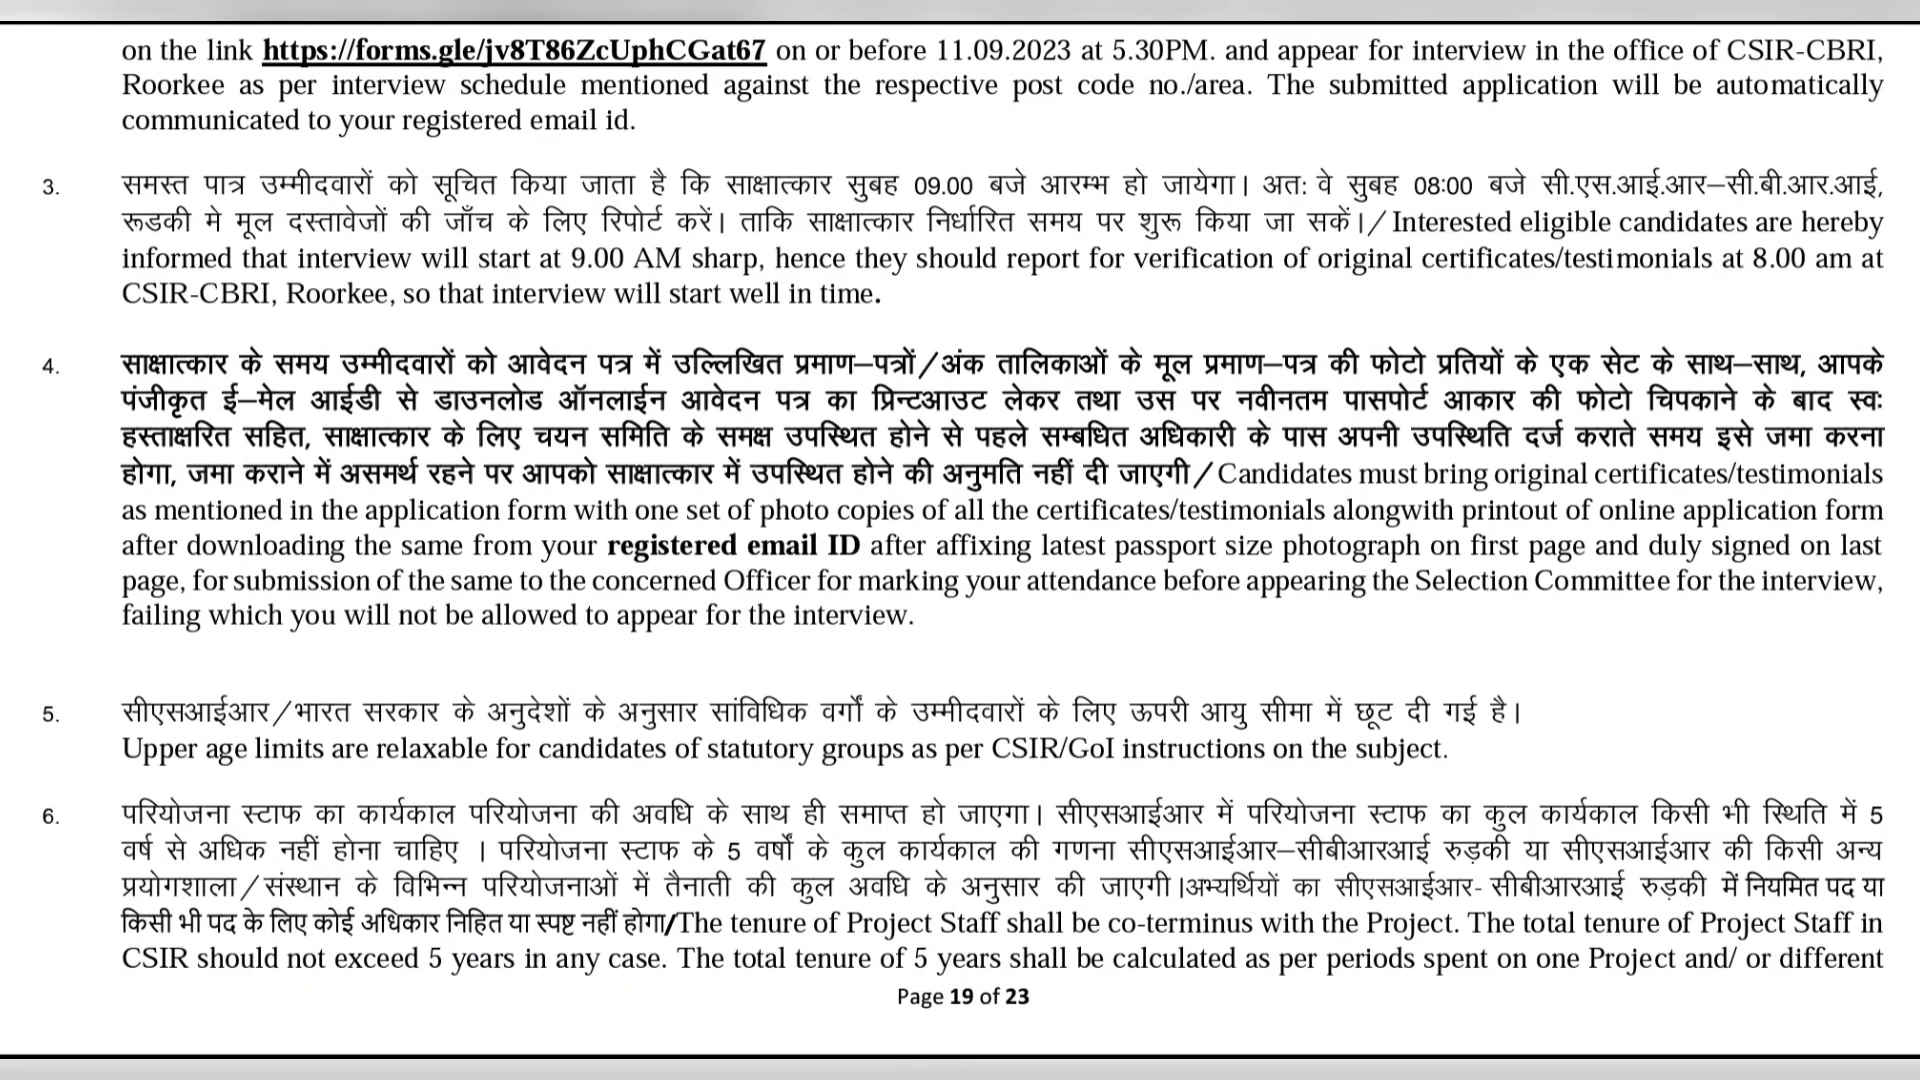 on the link https://forms.gle/jv8T86ZcUphCGat67 on or before 11.09.2023 at 5.30PM. and appear for interview in the office of CSIR-CBRI,
Roorkee as per interview schedule mentioned against the respective post code no./area. The submitted application will be automatically
communicated to your registered email id.
3. समस्त पात्र उम्मीदवारों को सूचित किया जाता है कि साक्षात्कार सुबह 09.00 बजे आरम्भ हो जायेगा। अतः वे सुबह 08:00 बजे सी.एस.आई.आर–सी.बी.आर.आई,
रूडकी मे मूल दस्तावेजों की जाँच के लिए रिपोर्ट करें। ताकि साक्षात्कार निर्धारित समय पर शुरू किया जा सकें।/ Interested eligible candidates are hereby
informed that interview will start at 9.00 AM sharp, hence they should report for verification of original certificates/testimonials at 8.00 am at
CSIR-CBRI, Roorkee, so that interview will start well in time.
4. साक्षात्कार के समय उम्मीदवारों को आवेदन पत्र में उल्लिखित प्रमाण–पत्रों/अंक तालिकाओं के मूल प्रमाण–पत्र की फोटो प्रतियों के एक सेट के साथ–साथ, आपके
पंजीकृत ई–मेल आईडी से डाउनलोड ऑनलाईन आवेदन पत्र का प्रिन्टआउट लेकर तथा उस पर नवीनतम पासपोर्ट आकार की फोटो चिपकाने के बाद स्वः
हस्ताक्षरित सहित, साक्षात्कार के लिए चयन समिति के समक्ष उपस्थित होने से पहले सम्बधित अधिकारी के पास अपनी उपस्थिति दर्ज कराते समय इसे जमा करना
होगा, जमा कराने में असमर्थ रहने पर आपको साक्षात्कार में उपस्थित होने की अनुमति नहीं दी जाएगी/ Candidates must bring original certificates/testimonials
as mentioned in the application form with one set of photo copies of all the certificates/testimonials alongwith printout of online application form
after downloading the same from your registered email ID after affixing latest passport size photograph on first page and duly signed on last
page, for submission of the same to the concerned Officer for marking your attendance before appearing the Selection Committee for the interview,
failing which you will not be allowed to appear for the interview.
5. सीएसआईआर/भारत सरकार के अनुदेशों के अनुसार सांविधिक वर्गों के उम्मीदवारों के लिए ऊपरी आयु सीमा में छूट दी गई है।
Upper age limits are relaxable for candidates of statutory groups as per CSIR/GoI instructions on the subject.
6. परियोजना स्टाफ का कार्यकाल परियोजना की अवधि के साथ ही समाप्त हो जाएगा। सीएसआईआर में परियोजना स्टाफ का कुल कार्यकाल किसी भी स्थिति में 5
वर्ष से अधिक नहीं होना चाहिए । परियोजना स्टाफ के 5 वर्षों के कुल कार्यकाल की गणना सीएसआईआर–सीबीआरआई रुड़की या सीएसआईआर की किसी अन्य
प्रयोगशाला/संस्थान के विभिन्न परियोजनाओं में तैनाती की कुल अवधि के अनुसार की जाएगी।अभ्यर्थियों का सीएसआईआर- सीबीआरआई रुड़की में नियमित पद या
किसी भी पद के लिए कोई अधिकार निहित या स्पष्ट नहीं होगा/The tenure of Project Staff shall be co-terminus with the Project. The total tenure of Project Staff in
CSIR should not exceed 5 years in any case. The total tenure of 5 years shall be calculated as per periods spent on one Project and/ or different
Page 19 of 23